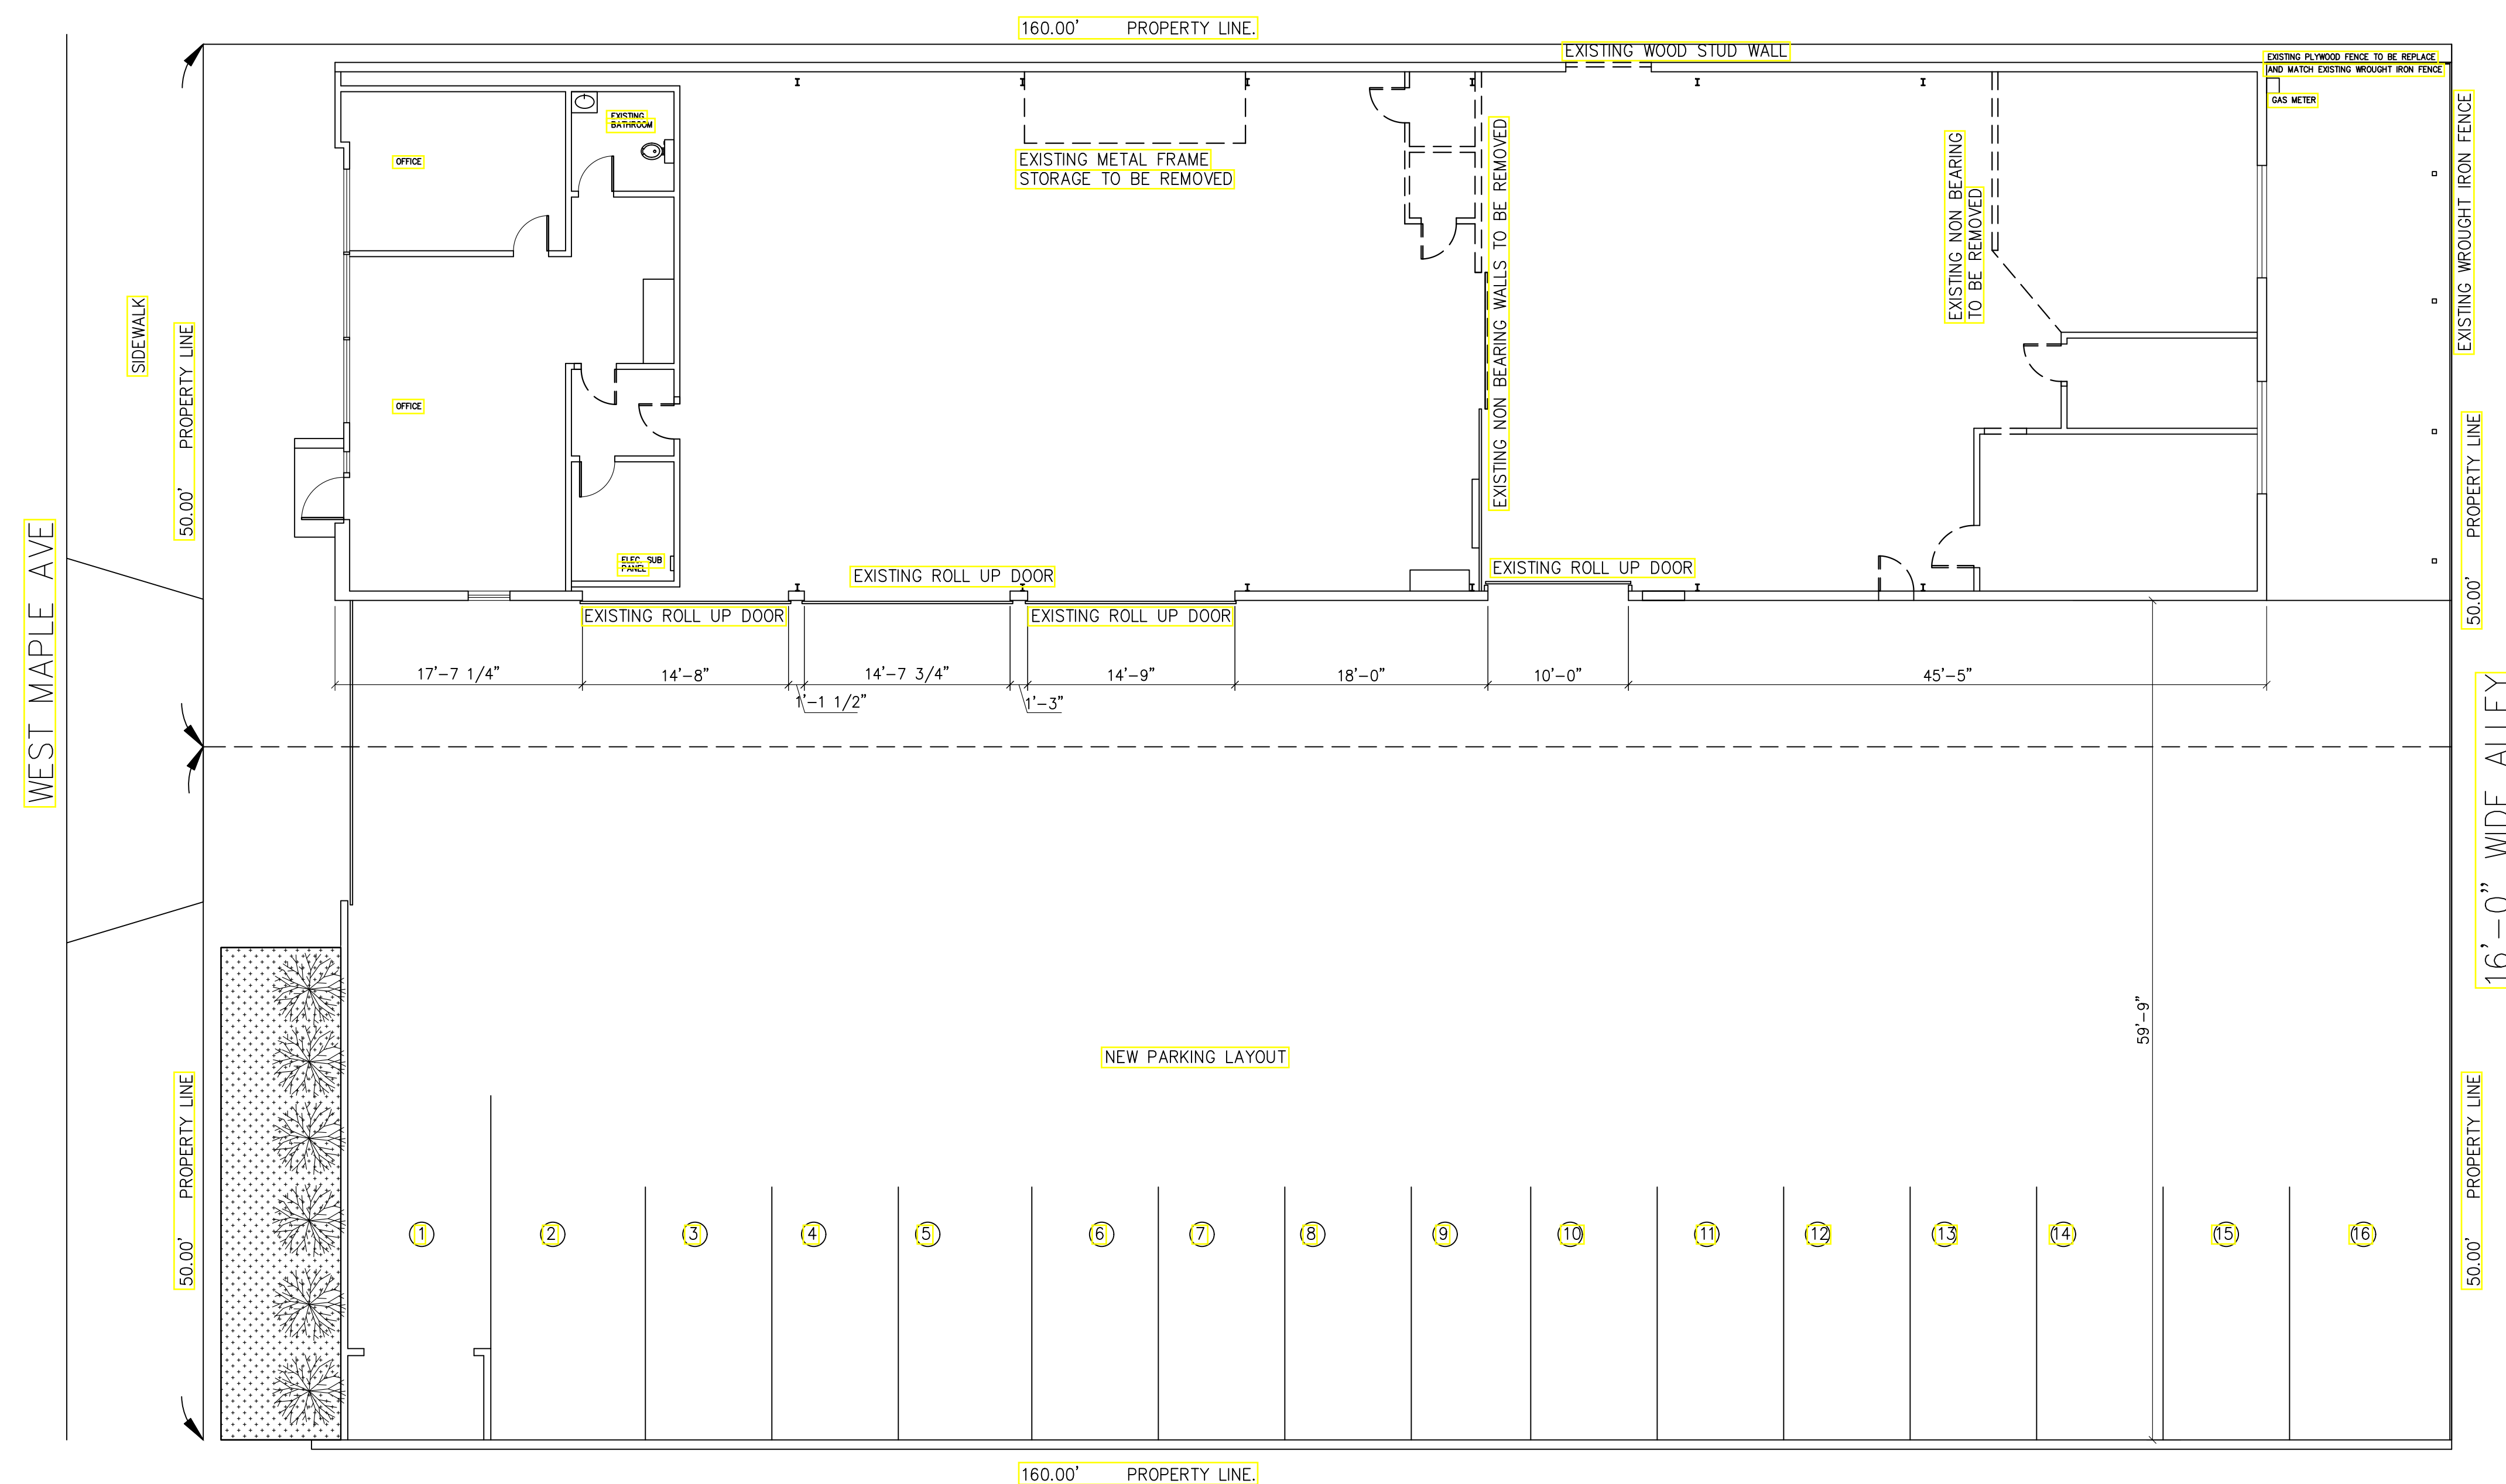 160.00' PROPERTY LINE.
EXISTING WOOD STUD WALL
EXISTING PLYWOOD FENCE TO BE REPLACE
AND MATCH EXISTING WROUGHT IRON FENCE
GAS METER
EXISTING WROUGHT IRON FENCE
EXISTING
BATHROOM
OFFICE
EXISTING METAL FRAME
STORAGE TO BE REMOVED
EXISTING NON BEARING WALLS TO BE REMOVED
EXISTING NON BEARING
TO BE REMOVED
SIDEWALK
50.00' PROPERTY LINE
OFFICE
50.00' PROPERTY LINE
WEST MAPLE AVE
ELEC. SUB
PANEL
EXISTING ROLL UP DOOR
EXISTING ROLL UP DOOR
EXISTING ROLL UP DOOR
EXISTING ROLL UP DOOR
17'-7 1/4"
14'-8"
14'-7 3/4"
14'-9"
18'-0"
10'-0"
45'-5"
1'-1 1/2"
1'-3"
16'-0" WIDE ALLEY
59'-9"
NEW PARKING LAYOUT
50.00' PROPERTY LINE
50.00' PROPERTY LINE
1
2
3
4
5
6
7
8
9
10
11
12
13
14
15
16
160.00' PROPERTY LINE.